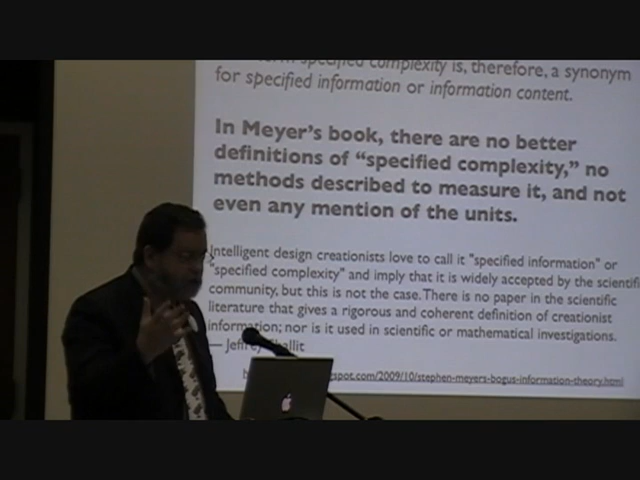 specified complexity is, therefore, a synonym
for specified information or information content.
In Meyer's book, there are no better
definitions of "specified complexity," no
methods described to measure it, and not
even any mention of the units.
Intelligent design creationists love to call it "specified information" or
"specified complexity" and imply that it is widely accepted by the scientifi
community, but this is not the case. There is no paper in the scientific
literature that gives a rigorous and coherent definition of creationist
information; nor is it used in scientific or mathematical investigations.
— Jeffrey Shallit
spot.com/2009/10/stephen-meyers-bogus-information-theory.html